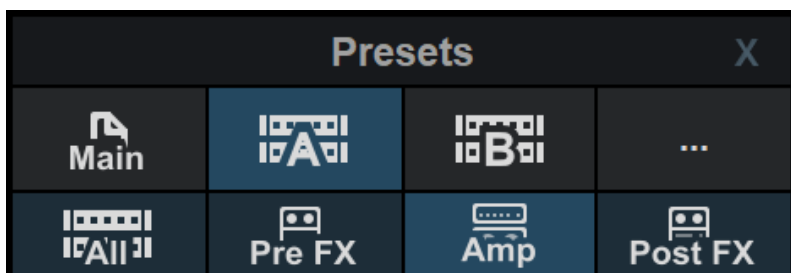 Presets X
Main A B ...
All Pre FX Amp Post FX